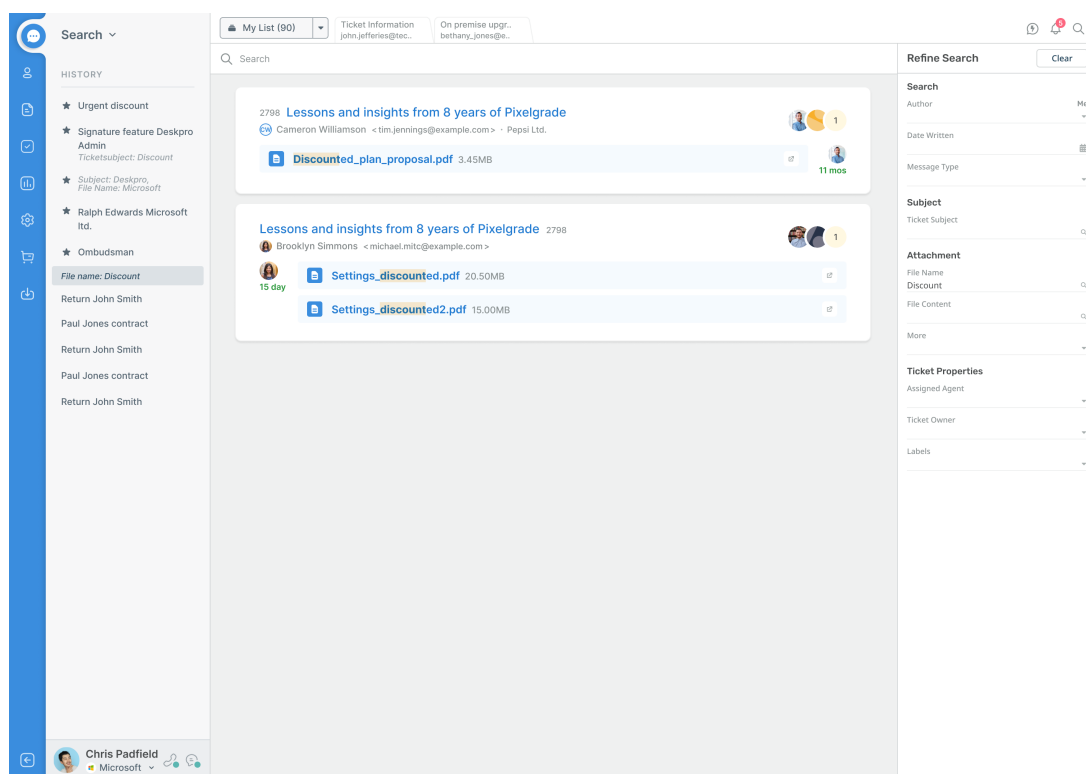 Search
HISTORY
Urgent discount
Signature feature Deskpro
Admin
Ticketsubject: Discount
Subject: Deskpro,
File Name: Microsoft
Ralph Edwards Microsoft
ltd.
Ombudsman
File name: Discount
Return John Smith
Paul Jones contract
Return John Smith
Paul Jones contract
Return John Smith
Chris Padfield
Microsoft
My List (90)
Ticket Information
john.jefferies@tec..
On premise upgr..
bethany_jones@e..
5
Search
2798 Lessons and insights from 8 years of Pixelgrade
CW Cameron Williamson <tim.jennings@example.com> · Pepsi Ltd.
1
Discounted_plan_proposal.pdf 3.45MB
11 mos
Lessons and insights from 8 years of Pixelgrade 2798
Brooklyn Simmons <michael.mitc@example.com>
1
15 day
Settings_discounted.pdf 20.50MB
Settings_discounted2.pdf 15.00MB
Refine Search
Clear
Search
Author
Me
Date Written
Message Type
Subject
Ticket Subject
Attachment
File Name
Discount
File Content
More
Ticket Properties
Assigned Agent
Ticket Owner
Labels